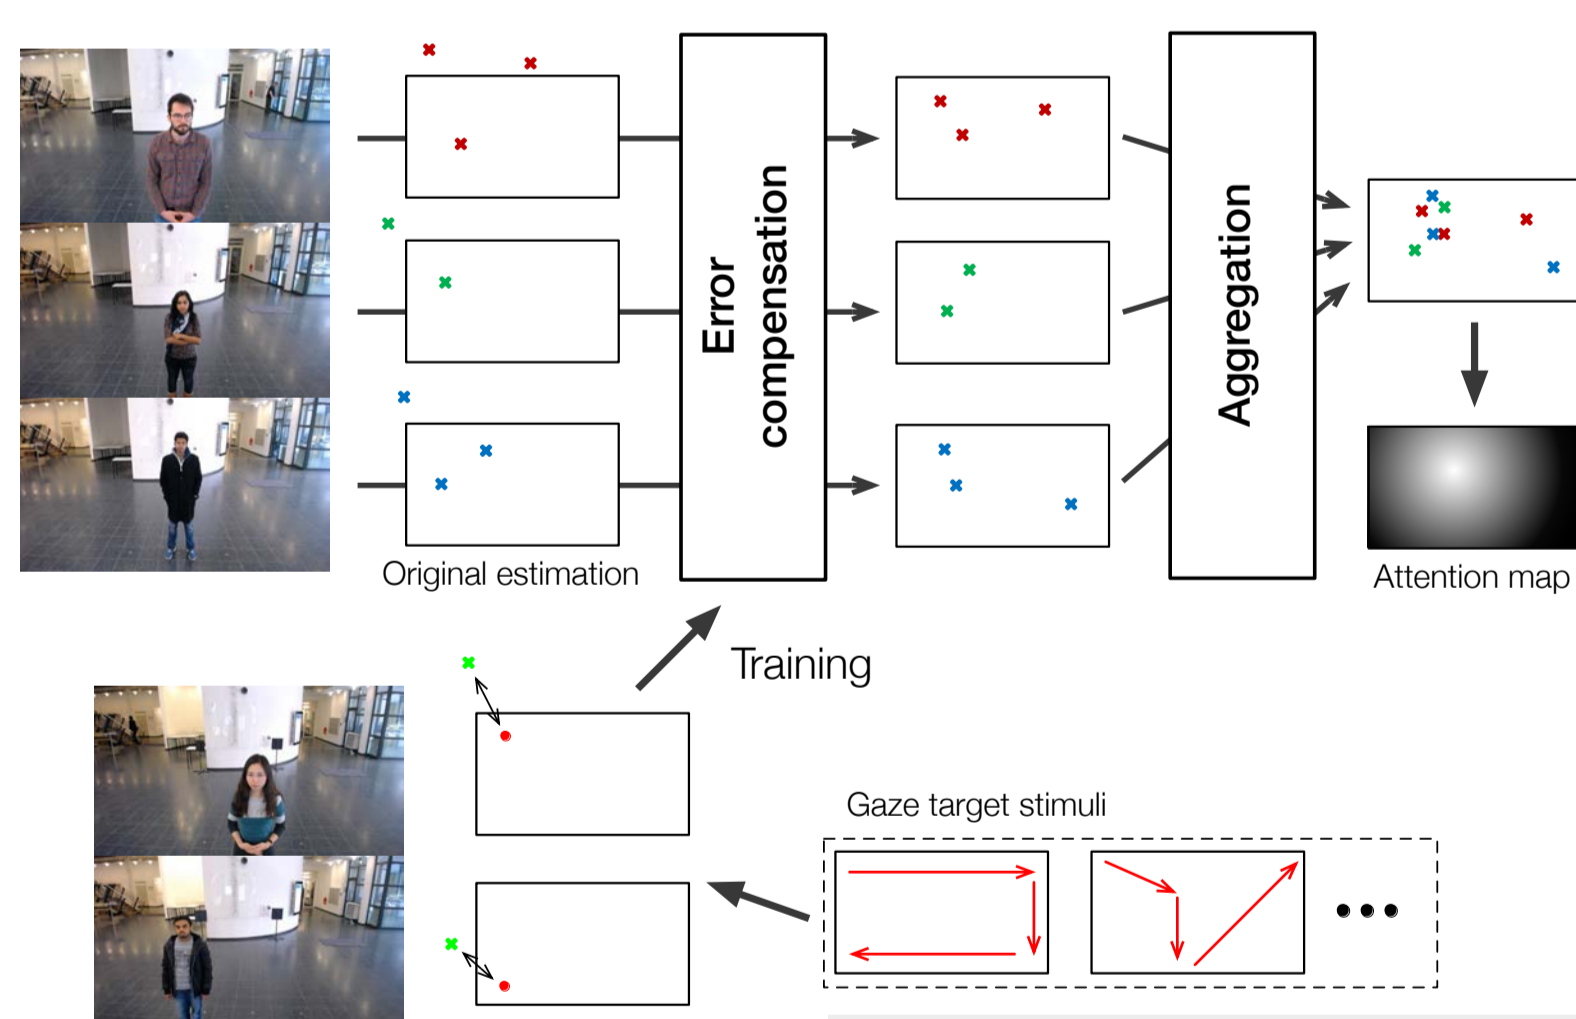 Error
compensation
Aggregation
Original estimation
Attention map
Training
Gaze target stimuli